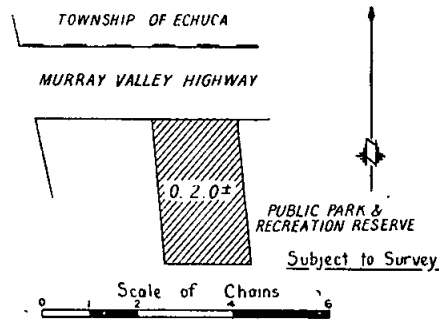 TOWNSHIP OF ECHUCA
MURRAY VALLEY HIGHWAY
0. 2. 0±
PUBLIC PARK &
RECREATION RESERVE
Subject to Survey
Scale of Chains
0 1 2 4 6